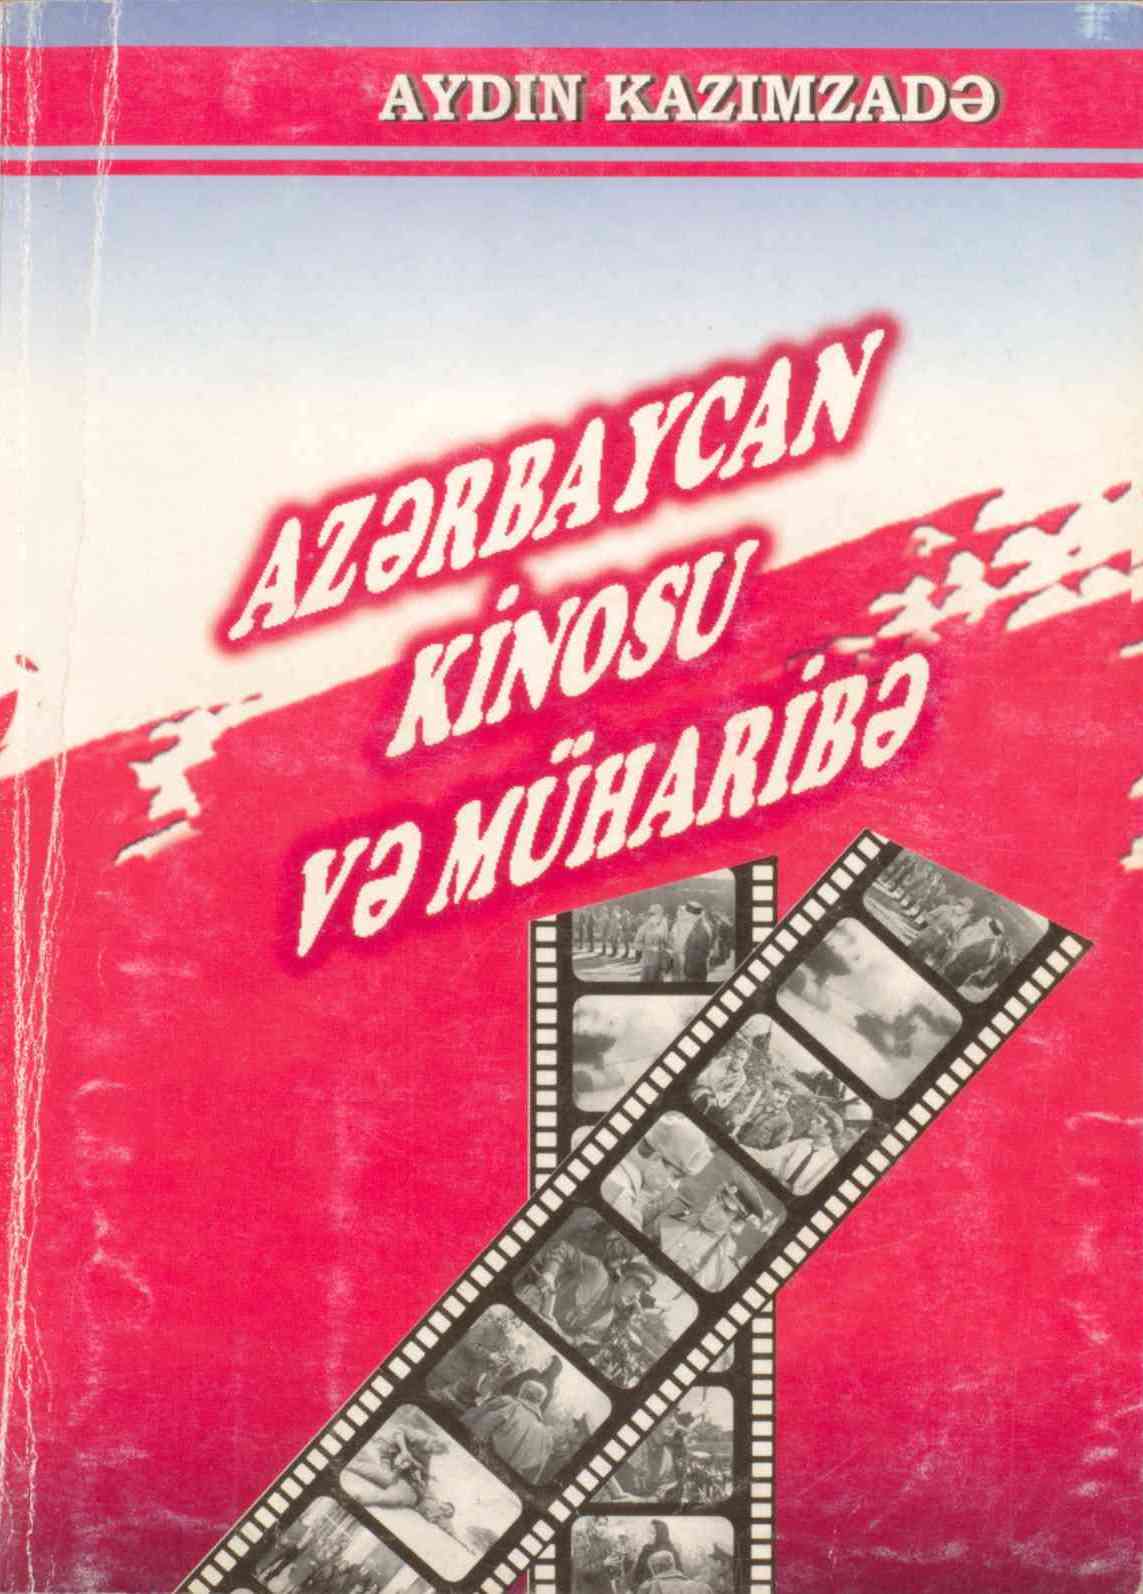 AYDIN KAZIMZADƏ
AZƏRBAYCAN
KİNOSU
VƏ MÜHARİBƏ